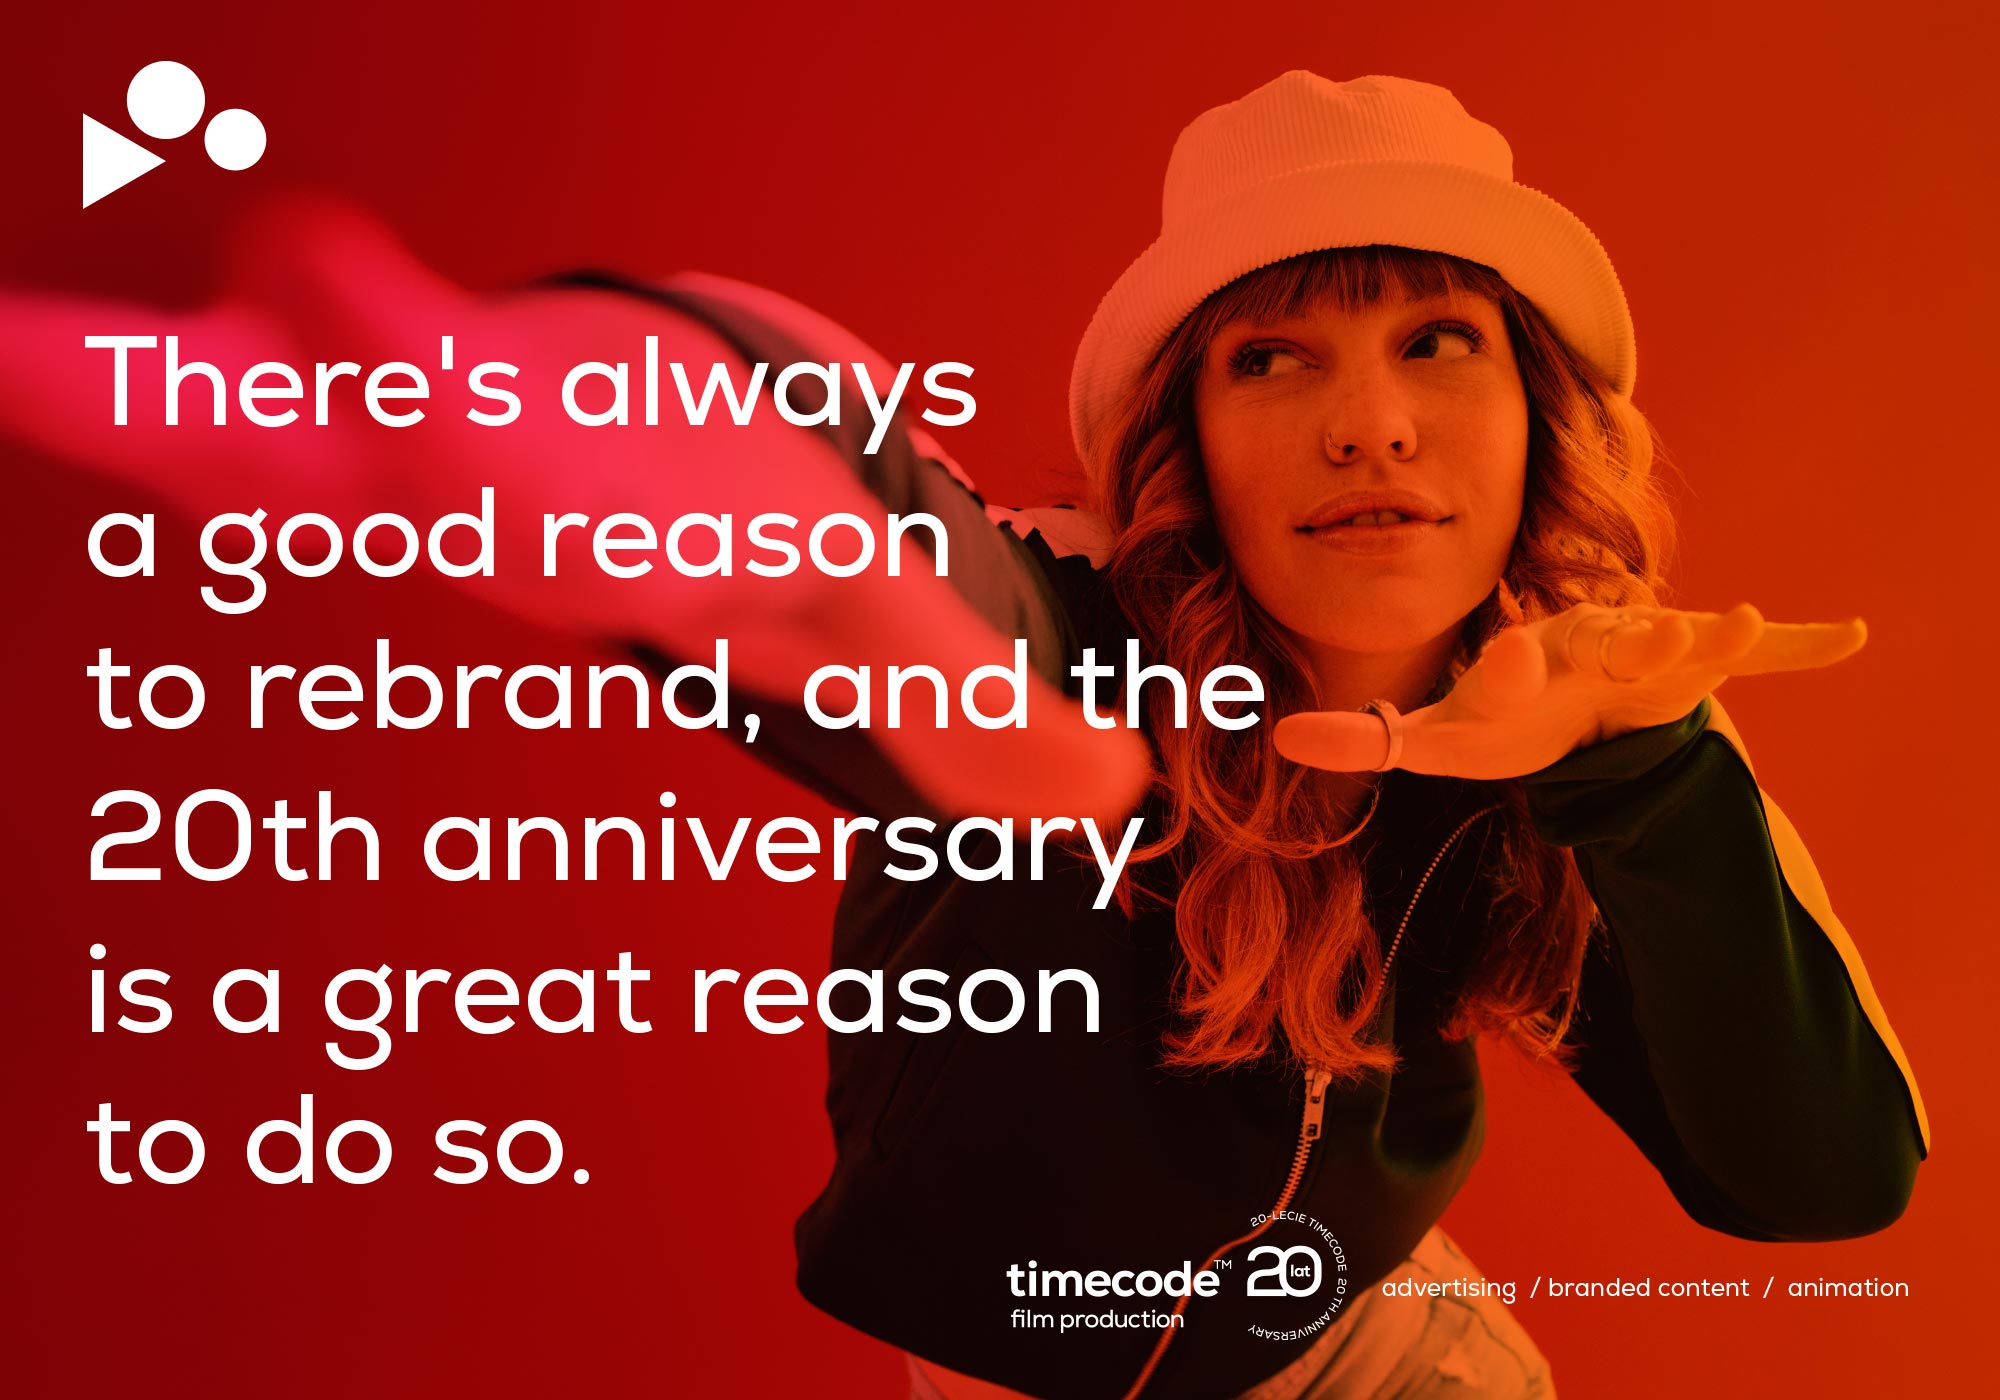 There's always
a good reason
to rebrand, and the
20th anniversary
is a great reason
to do so.
timecode™
film production
20 lat
20-LECIE TIMECODE 20 TH ANNIVERSARY
advertising / branded content / animation